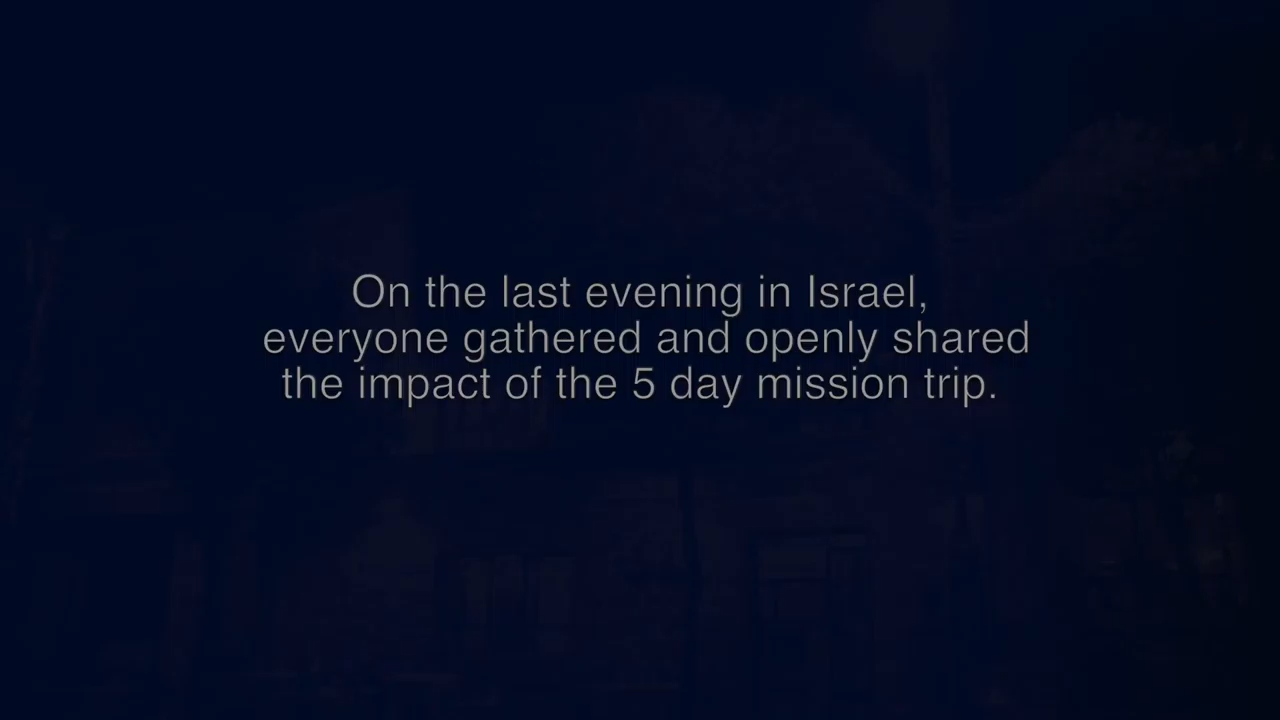 On the last evening in Israel,
everyone gathered and openly shared
the impact of the 5 day mission trip.